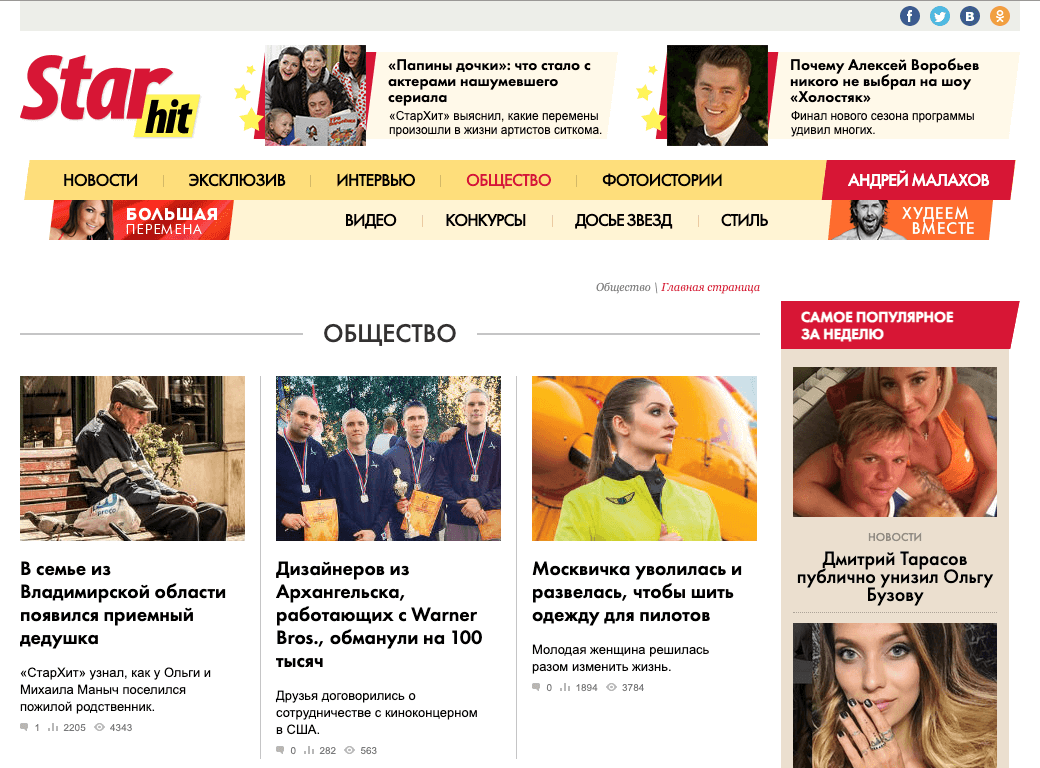 Star
hit
«Папины дочки»: что стало с
актерами нашумевшего
сериала
«СтарХит» выяснил, какие перемены
произошли в жизни артистов ситкома.
Почему Алексей Воробьев
никого не выбрал на шоу
«Холостяк»
Финал нового сезона программы
удивил многих.
НОВОСТИ
ЭКСКЛЮЗИВ
ИНТЕРВЬЮ
ОБЩЕСТВО
ФОТОИСТОРИИ
АНДРЕЙ МАЛАХОВ
БОЛЬШАЯ
ПЕРЕМЕНА
ВИДЕО
КОНКУРСЫ
ДОСЬЕ ЗВЕЗД
СТИЛЬ
ХУДЕЕМ
ВМЕСТЕ
Общество \ Главная страница
ОБЩЕСТВО
В семье из
Владимирской области
появился приемный
дедушка
«СтарХит» узнал, как у Ольги и
Михаила Маныч поселился
пожилой родственник.
1 2205 4343
Дизайнеров из
Архангельска,
работающих с Warner
Bros., обманули на 100
тысяч
Друзья договорились о
сотрудничестве с киноконцерном
в США.
0 282 563
Москвичка уволилась и
развелась, чтобы шить
одежду для пилотов
Молодая женщина решилась
разом изменить жизнь.
0 1894 3784
САМОЕ ПОПУЛЯРНОЕ
ЗА НЕДЕЛЮ
НОВОСТИ
Дмитрий Тарасов
публично унизил Ольгу
Бузову